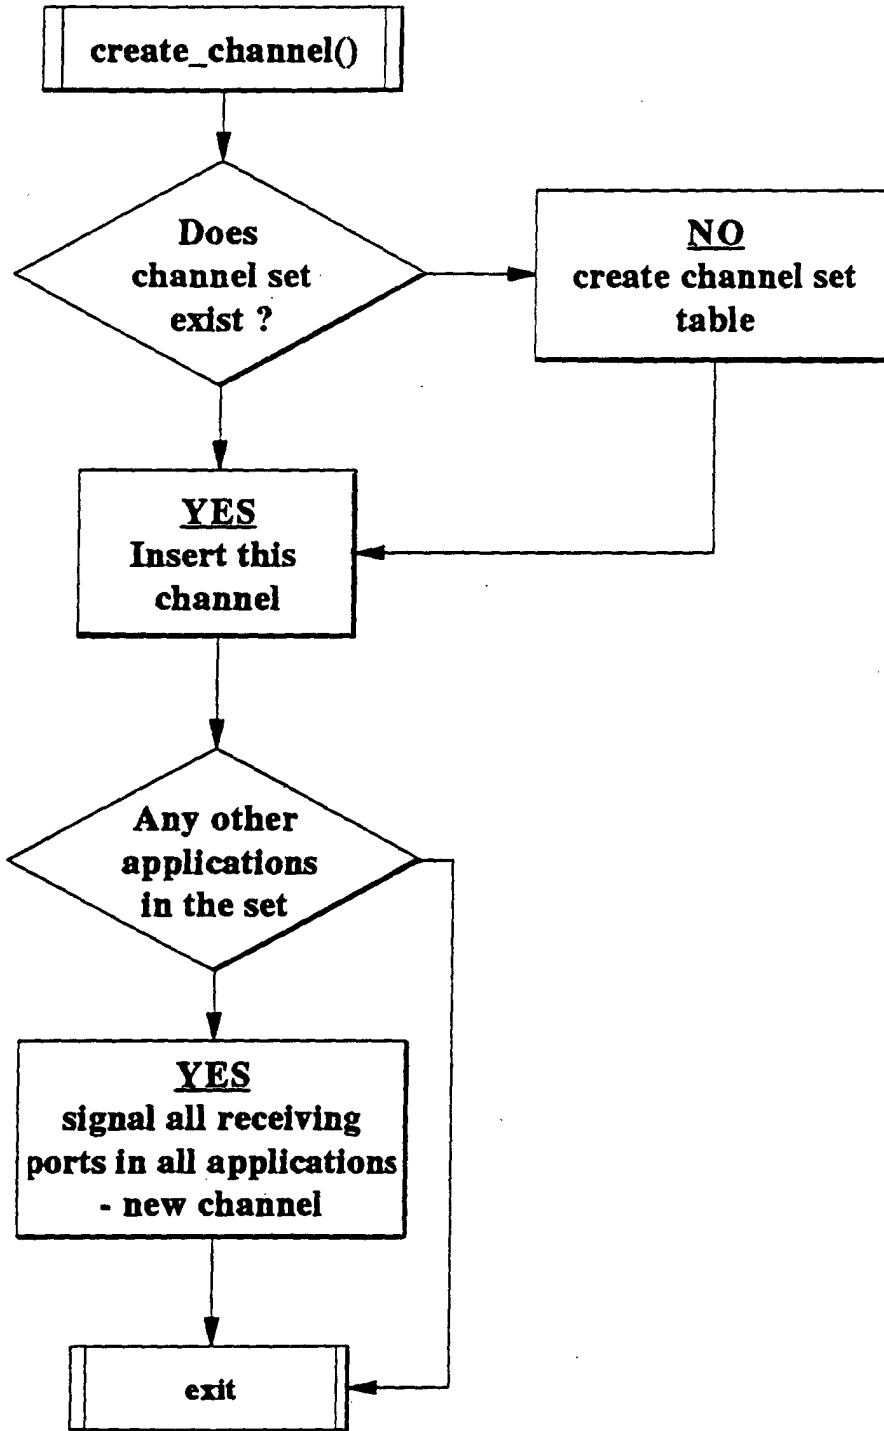 create_channel()
Does
channel set
exist ?
NO
create channel set
table
YES
Insert this
channel
Any other
applications
in the set
YES
signal all receiving
ports in all applications
- new channel
exit